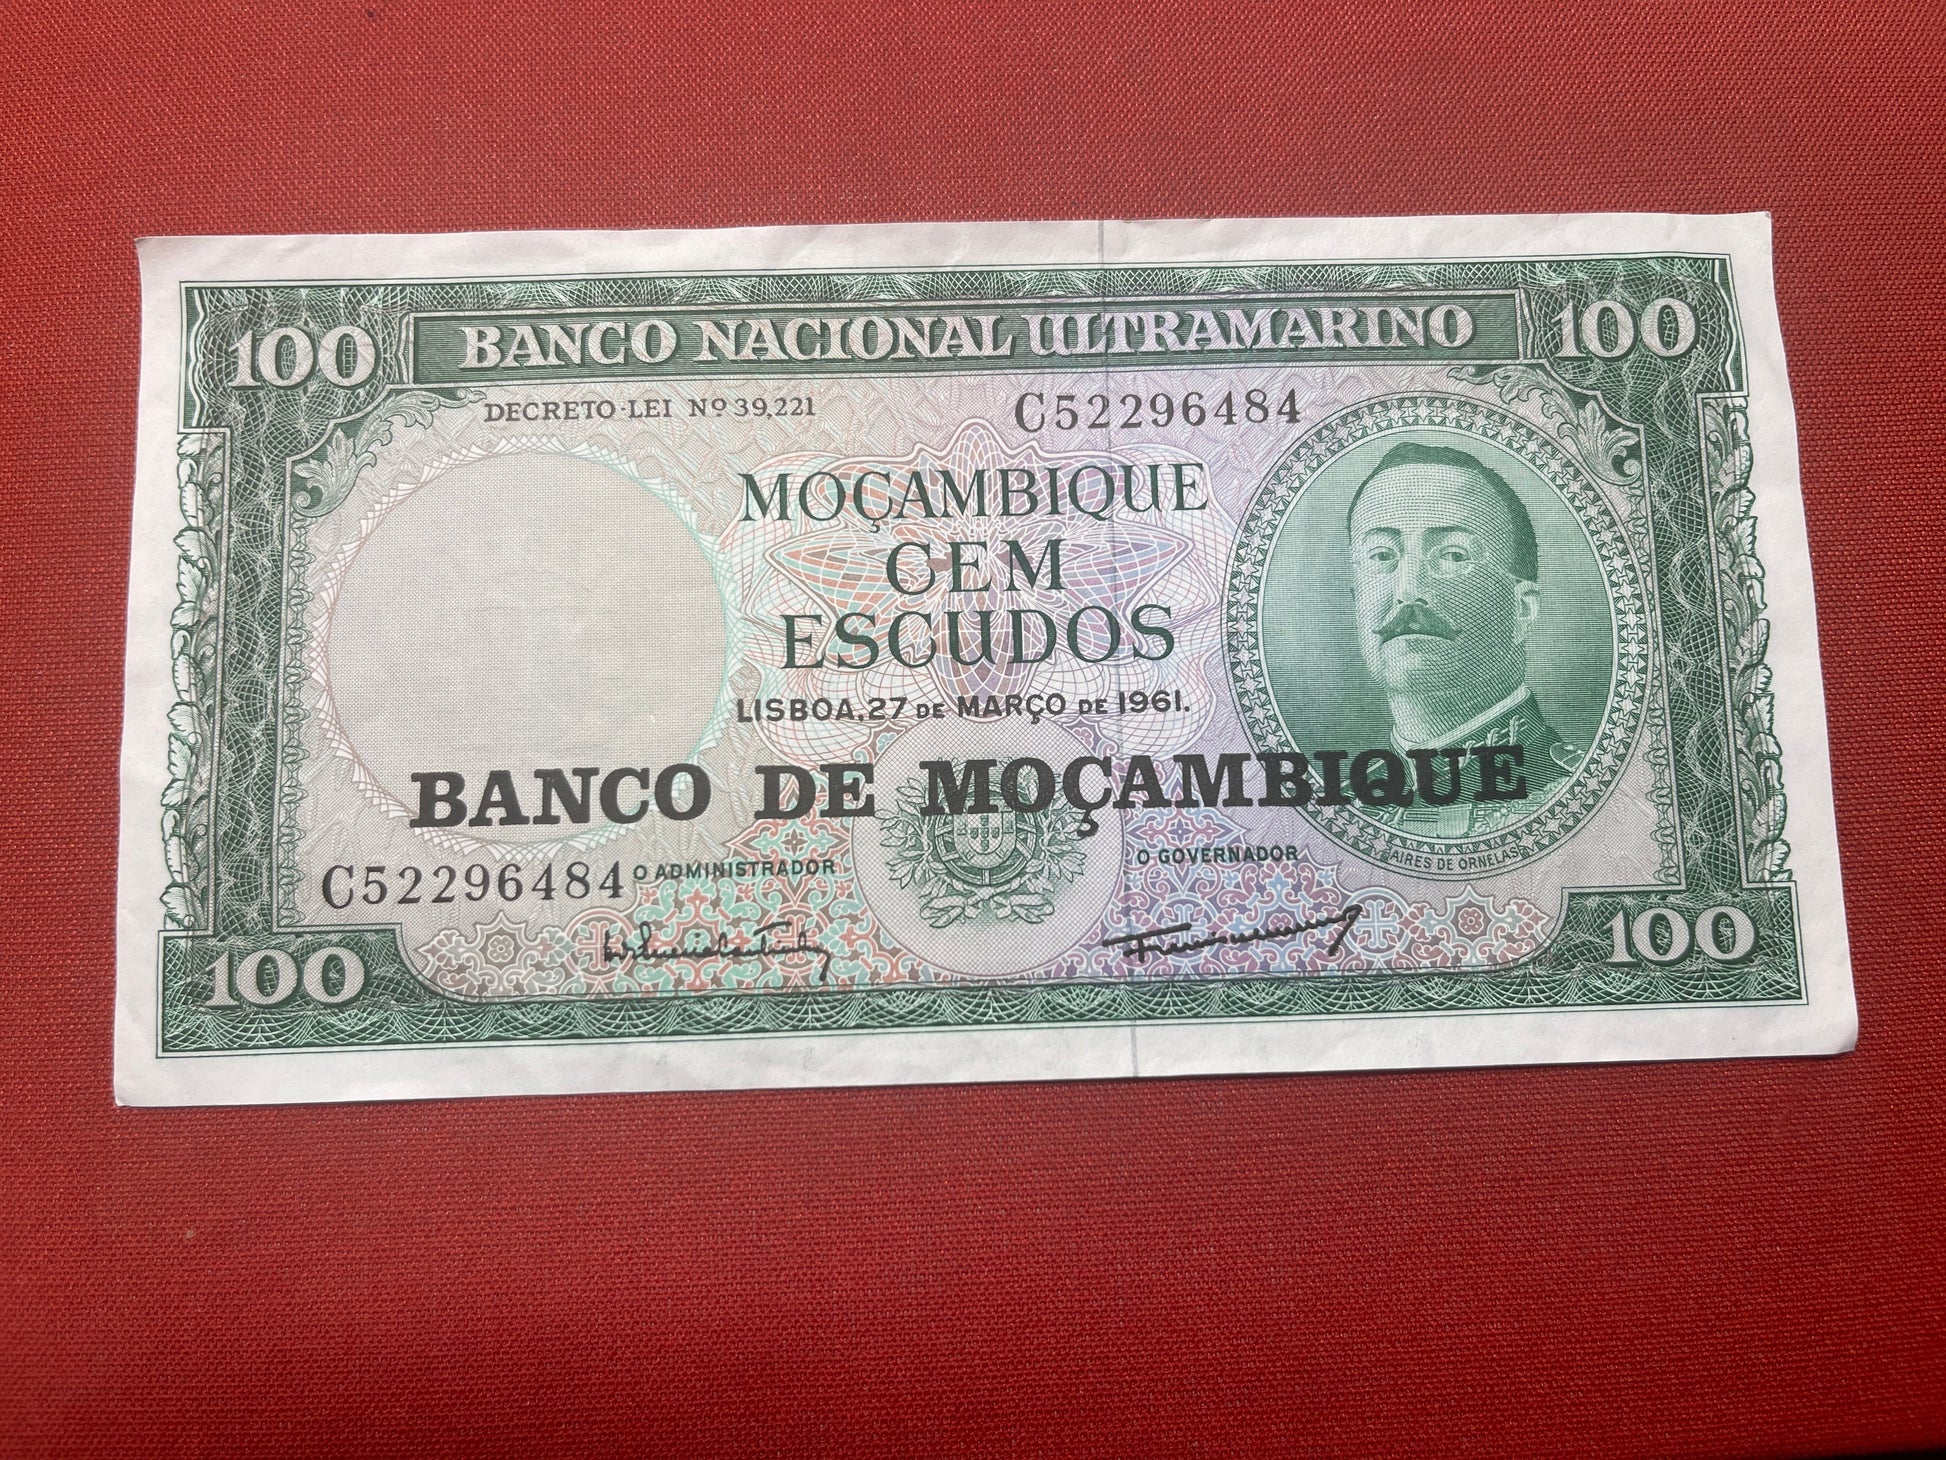 100 BANCO NACIONAL ULTRAMARINO 100
DECRETO-LEI Nº 39,221 C52296484
MOÇAMBIQUE
CEM
ESCUDOS
LISBOA, 27 DE MARÇO DE 1961.
BANCO DE MOÇAMBIQUE
C52296484 O ADMINISTRADOR O GOVERNADOR AIRES DE ORNELAS
100 100